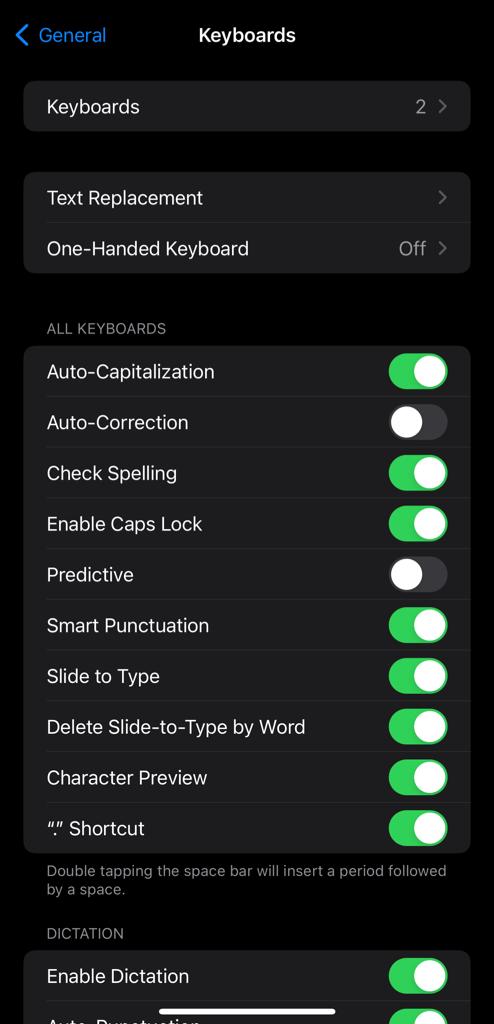 General
Keyboards
Keyboards 2
Text Replacement
One-Handed Keyboard Off
ALL KEYBOARDS
Auto-Capitalization
Auto-Correction
Check Spelling
Enable Caps Lock
Predictive
Smart Punctuation
Slide to Type
Delete Slide-to-Type by Word
Character Preview
“.” Shortcut
Double tapping the space bar will insert a period followed
by a space.
DICTATION
Enable Dictation
Auto-Punctuation